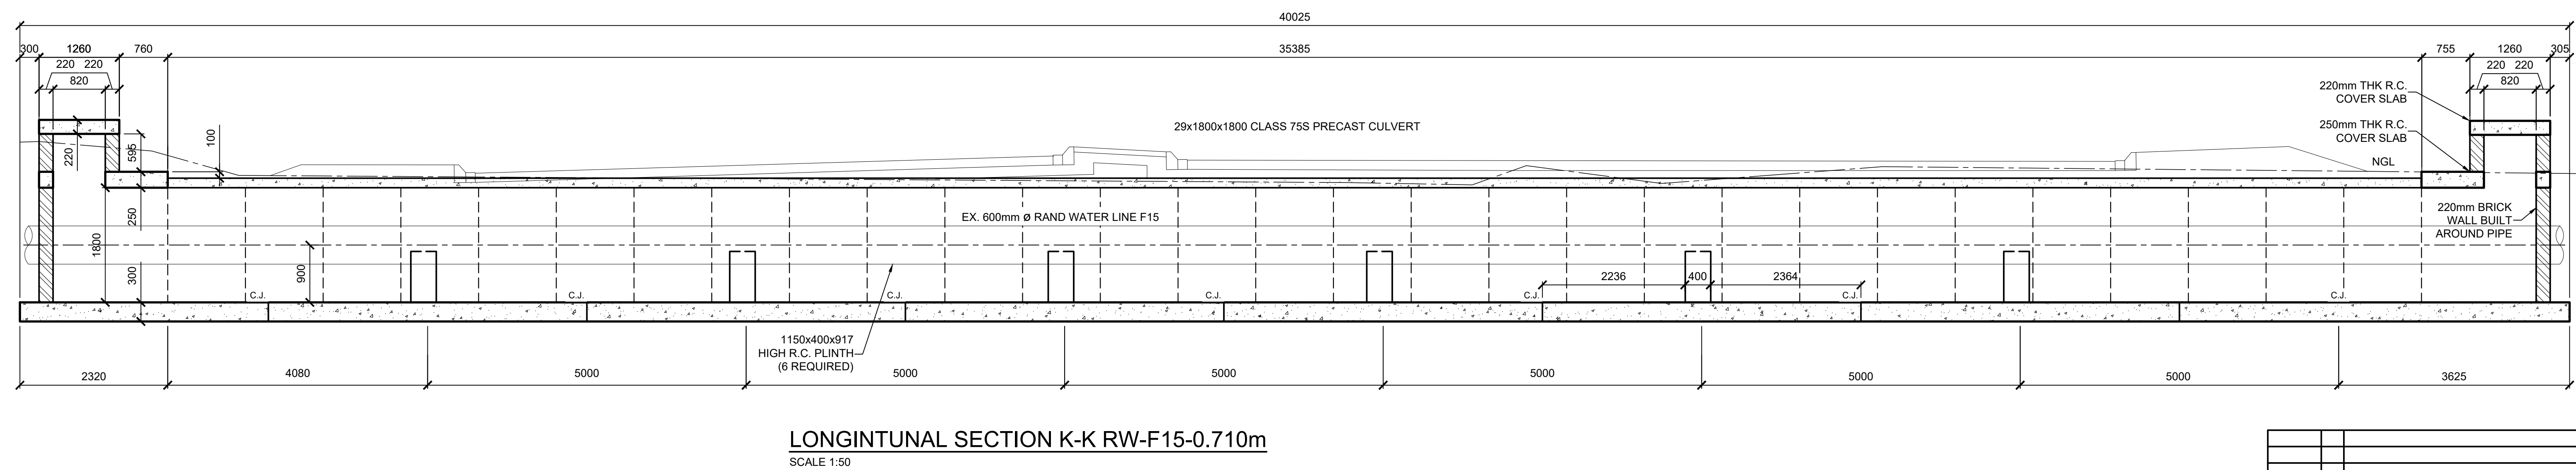 40025
300 1260 760 35385 755 1260 305
220 220 220 220
820 820
220mm THK R.C.
COVER SLAB
29x1800x1800 CLASS 75S PRECAST CULVERT
250mm THK R.C.
COVER SLAB
100
220
595
NGL
EX. 600mm Ø RAND WATER LINE F15
220mm BRICK
WALL BUILT
AROUND PIPE
250
1800
300
900
2236 400 2364
C.J. C.J. C.J. C.J. C.J. C.J. C.J.
1150x400x917
HIGH R.C. PLINTH
(6 REQUIRED)
2320 4080 5000 5000 5000 5000 5000 5000 3625
LONGINTUNAL SECTION K-K RW-F15-0.710m
SCALE 1:50